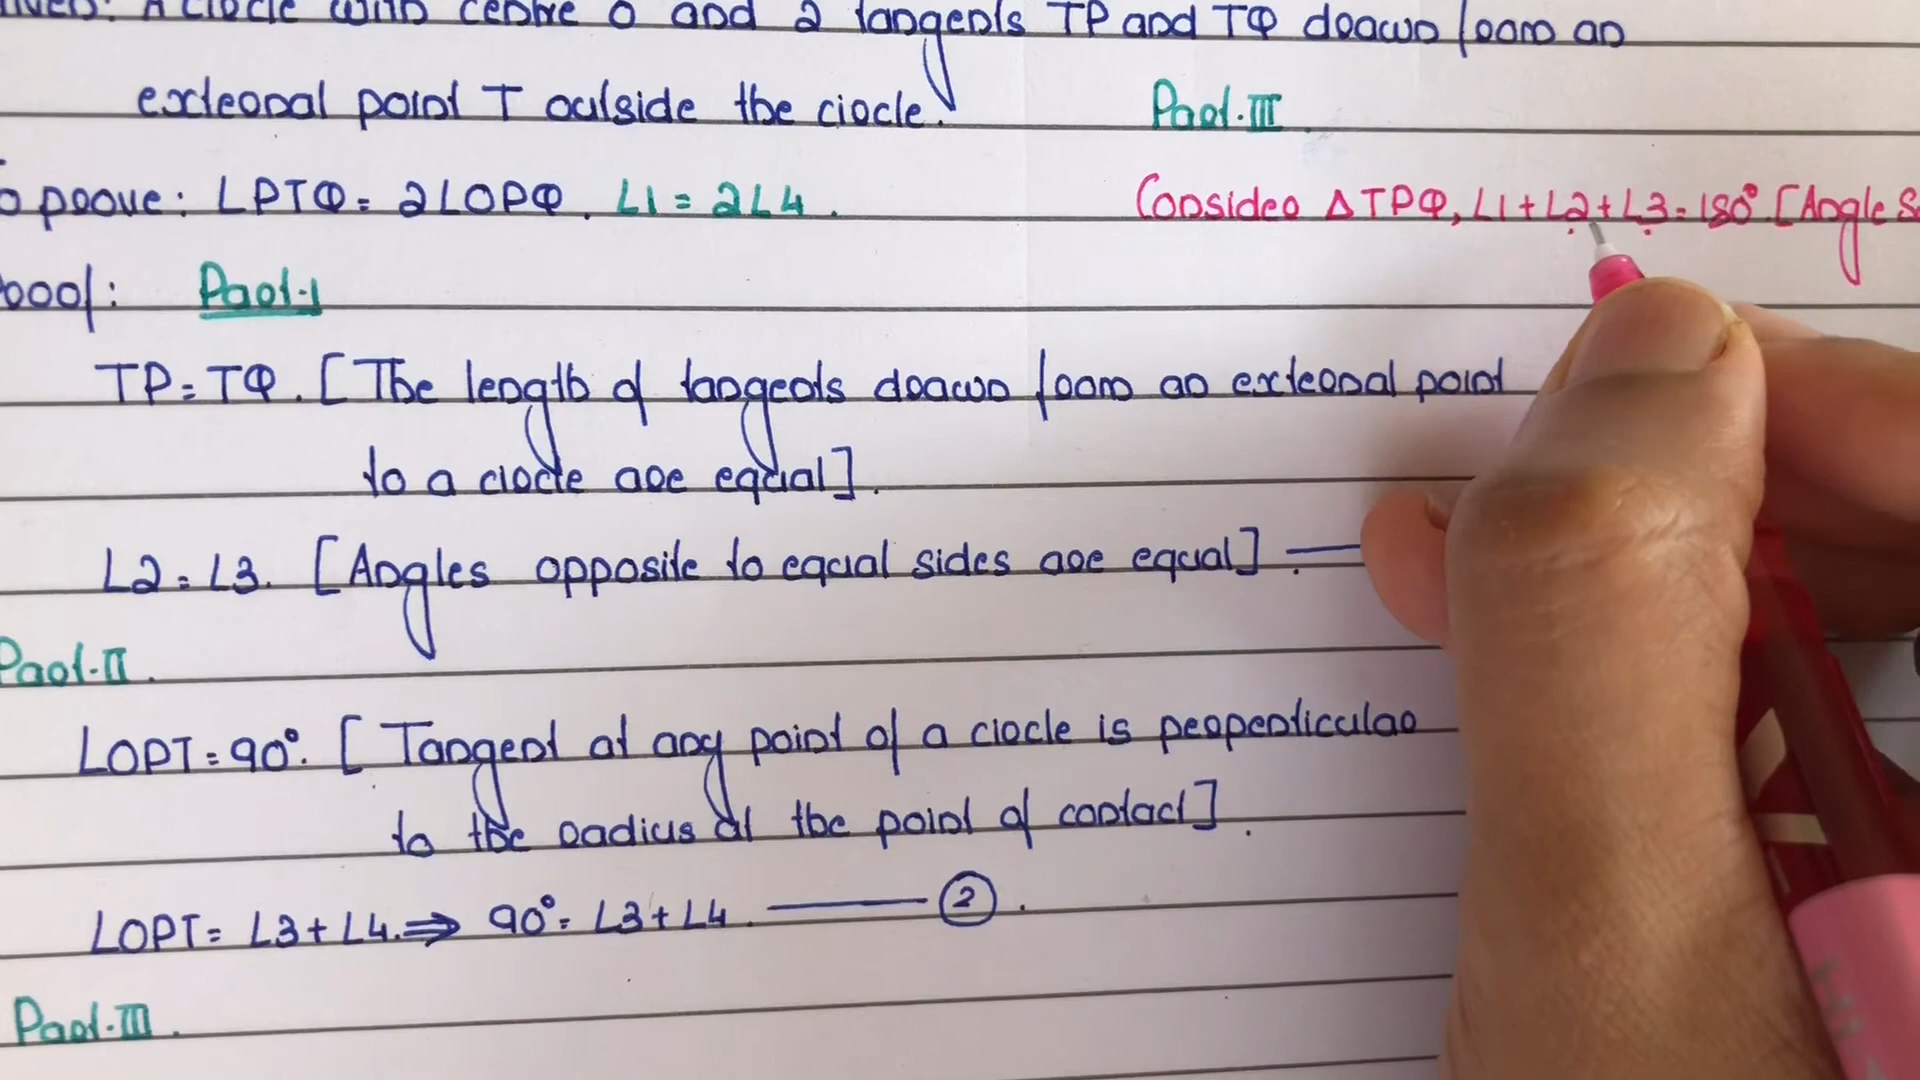 A circle with centre O and 2 tangents TP and TQ drawn from an
external point T outside the circle.
Part.III
prove: ∠PTQ = 2∠OPQ. ∠1 = 2∠4.
Consider △TPQ, ∠1+∠2+∠3=180° [Angle
Part-1
TP = TQ. [The length of tangents drawn from an external point
to a circle are equal].
∠2 = ∠3. [Angles opposite to equal sides are equal] —
Part-II.
∠OPT = 90°. [Tangent at any point of a circle is perpenticular
to the radius at the point of contact].
∠OPT = ∠3 + ∠4. ⇒ 90° = ∠3 + ∠4. — ②.
Part-III.